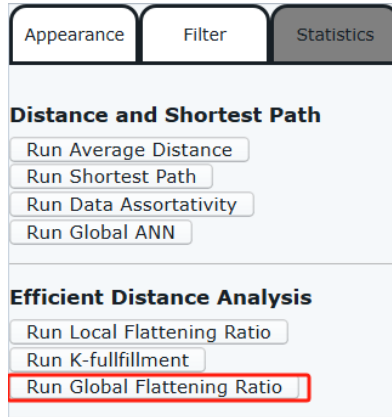 Appearance
Filter
Statistics
Distance and Shortest Path
Run Average Distance
Run Shortest Path
Run Data Assortativity
Run Global ANN
Efficient Distance Analysis
Run Local Flattening Ratio
Run K-fullfillment
Run Global Flattening Ratio